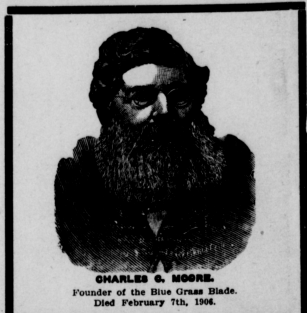 CHARLES C. MOORE.
Founder of the Blue Grass Blade.
Died February 7th, 1906.